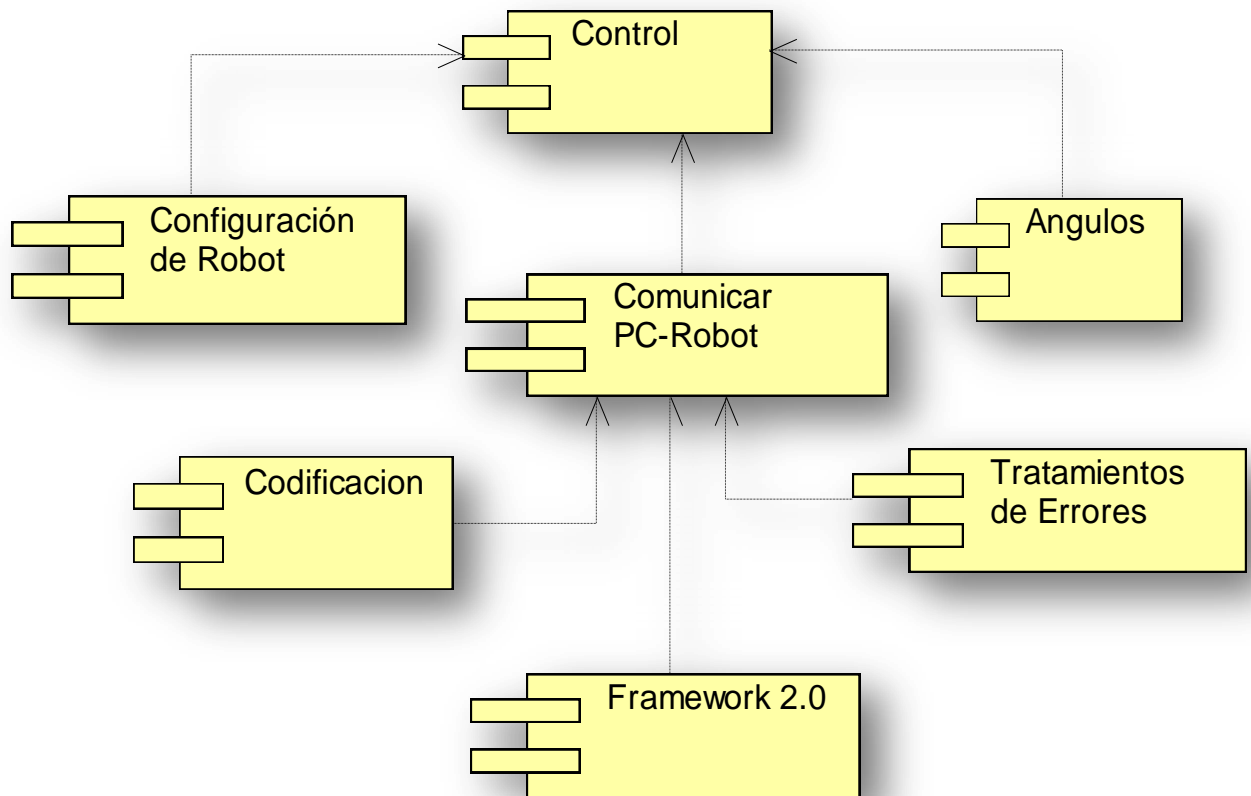 Control
Configuración
de Robot
Angulos
Comunicar
PC-Robot
Codificacion
Tratamientos
de Errores
Framework 2.0